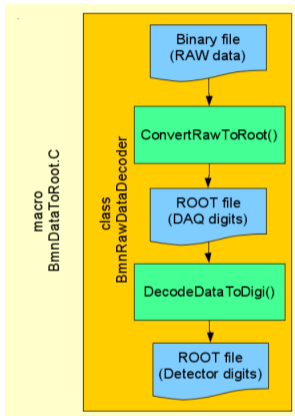 macro
BmnDataToRoot.C
class
BmnRawDataDecoder
Binary file
(RAW data)
ConvertRawToRoot()
ROOT file
(DAQ digits)
DecodeDataToDigi()
ROOT file
(Detector digits)